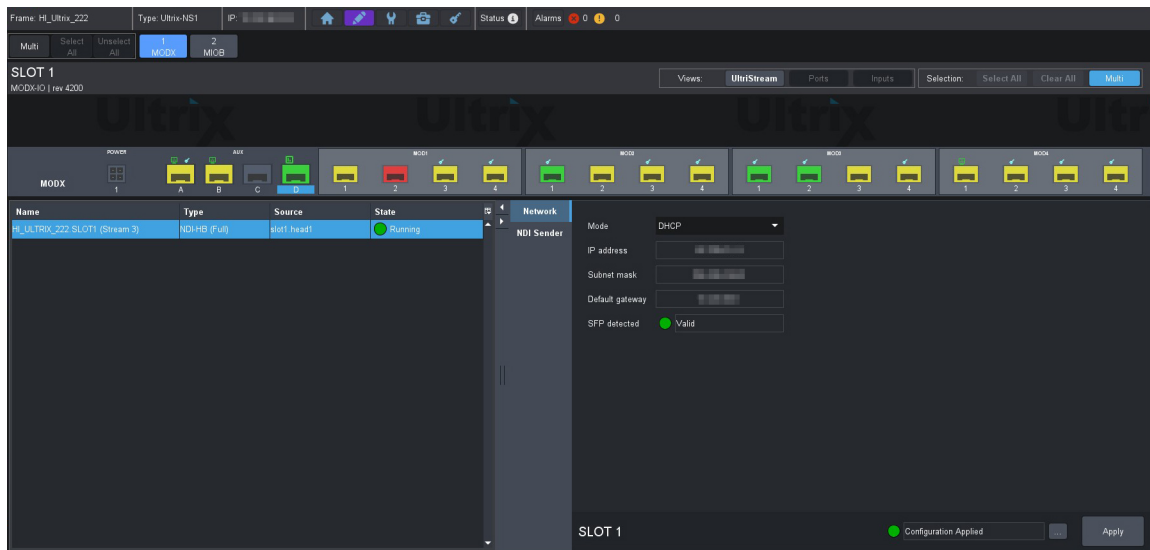 Frame: HI_Ultrix_222 Type: Ultrix-NS1 IP: Status Alarms 0 0
Multi Select All Unselect All 1 MODX 2 MIOB
SLOT 1
MODX-IO | rev 4200
Views: UltriStream Ports Inputs Selection: Select All Clear All Multi
Ultrix Ultrix Ultrix Ultr
POWER AUX MOD1 MOD2 MOD3 MOD4
MODX 1 A B C D 1 2 3 4 1 2 3 4 1 2 3 4 1 2 3 4
Name Type Source State
HI_ULTRIX_222 SLOT1 (Stream 3) NDI-HB (Full) slot1.head1 Running
Network
NDI Sender
Mode DHCP
IP address
Subnet mask
Default gateway
SFP detected Valid
SLOT 1 Configuration Applied ... Apply